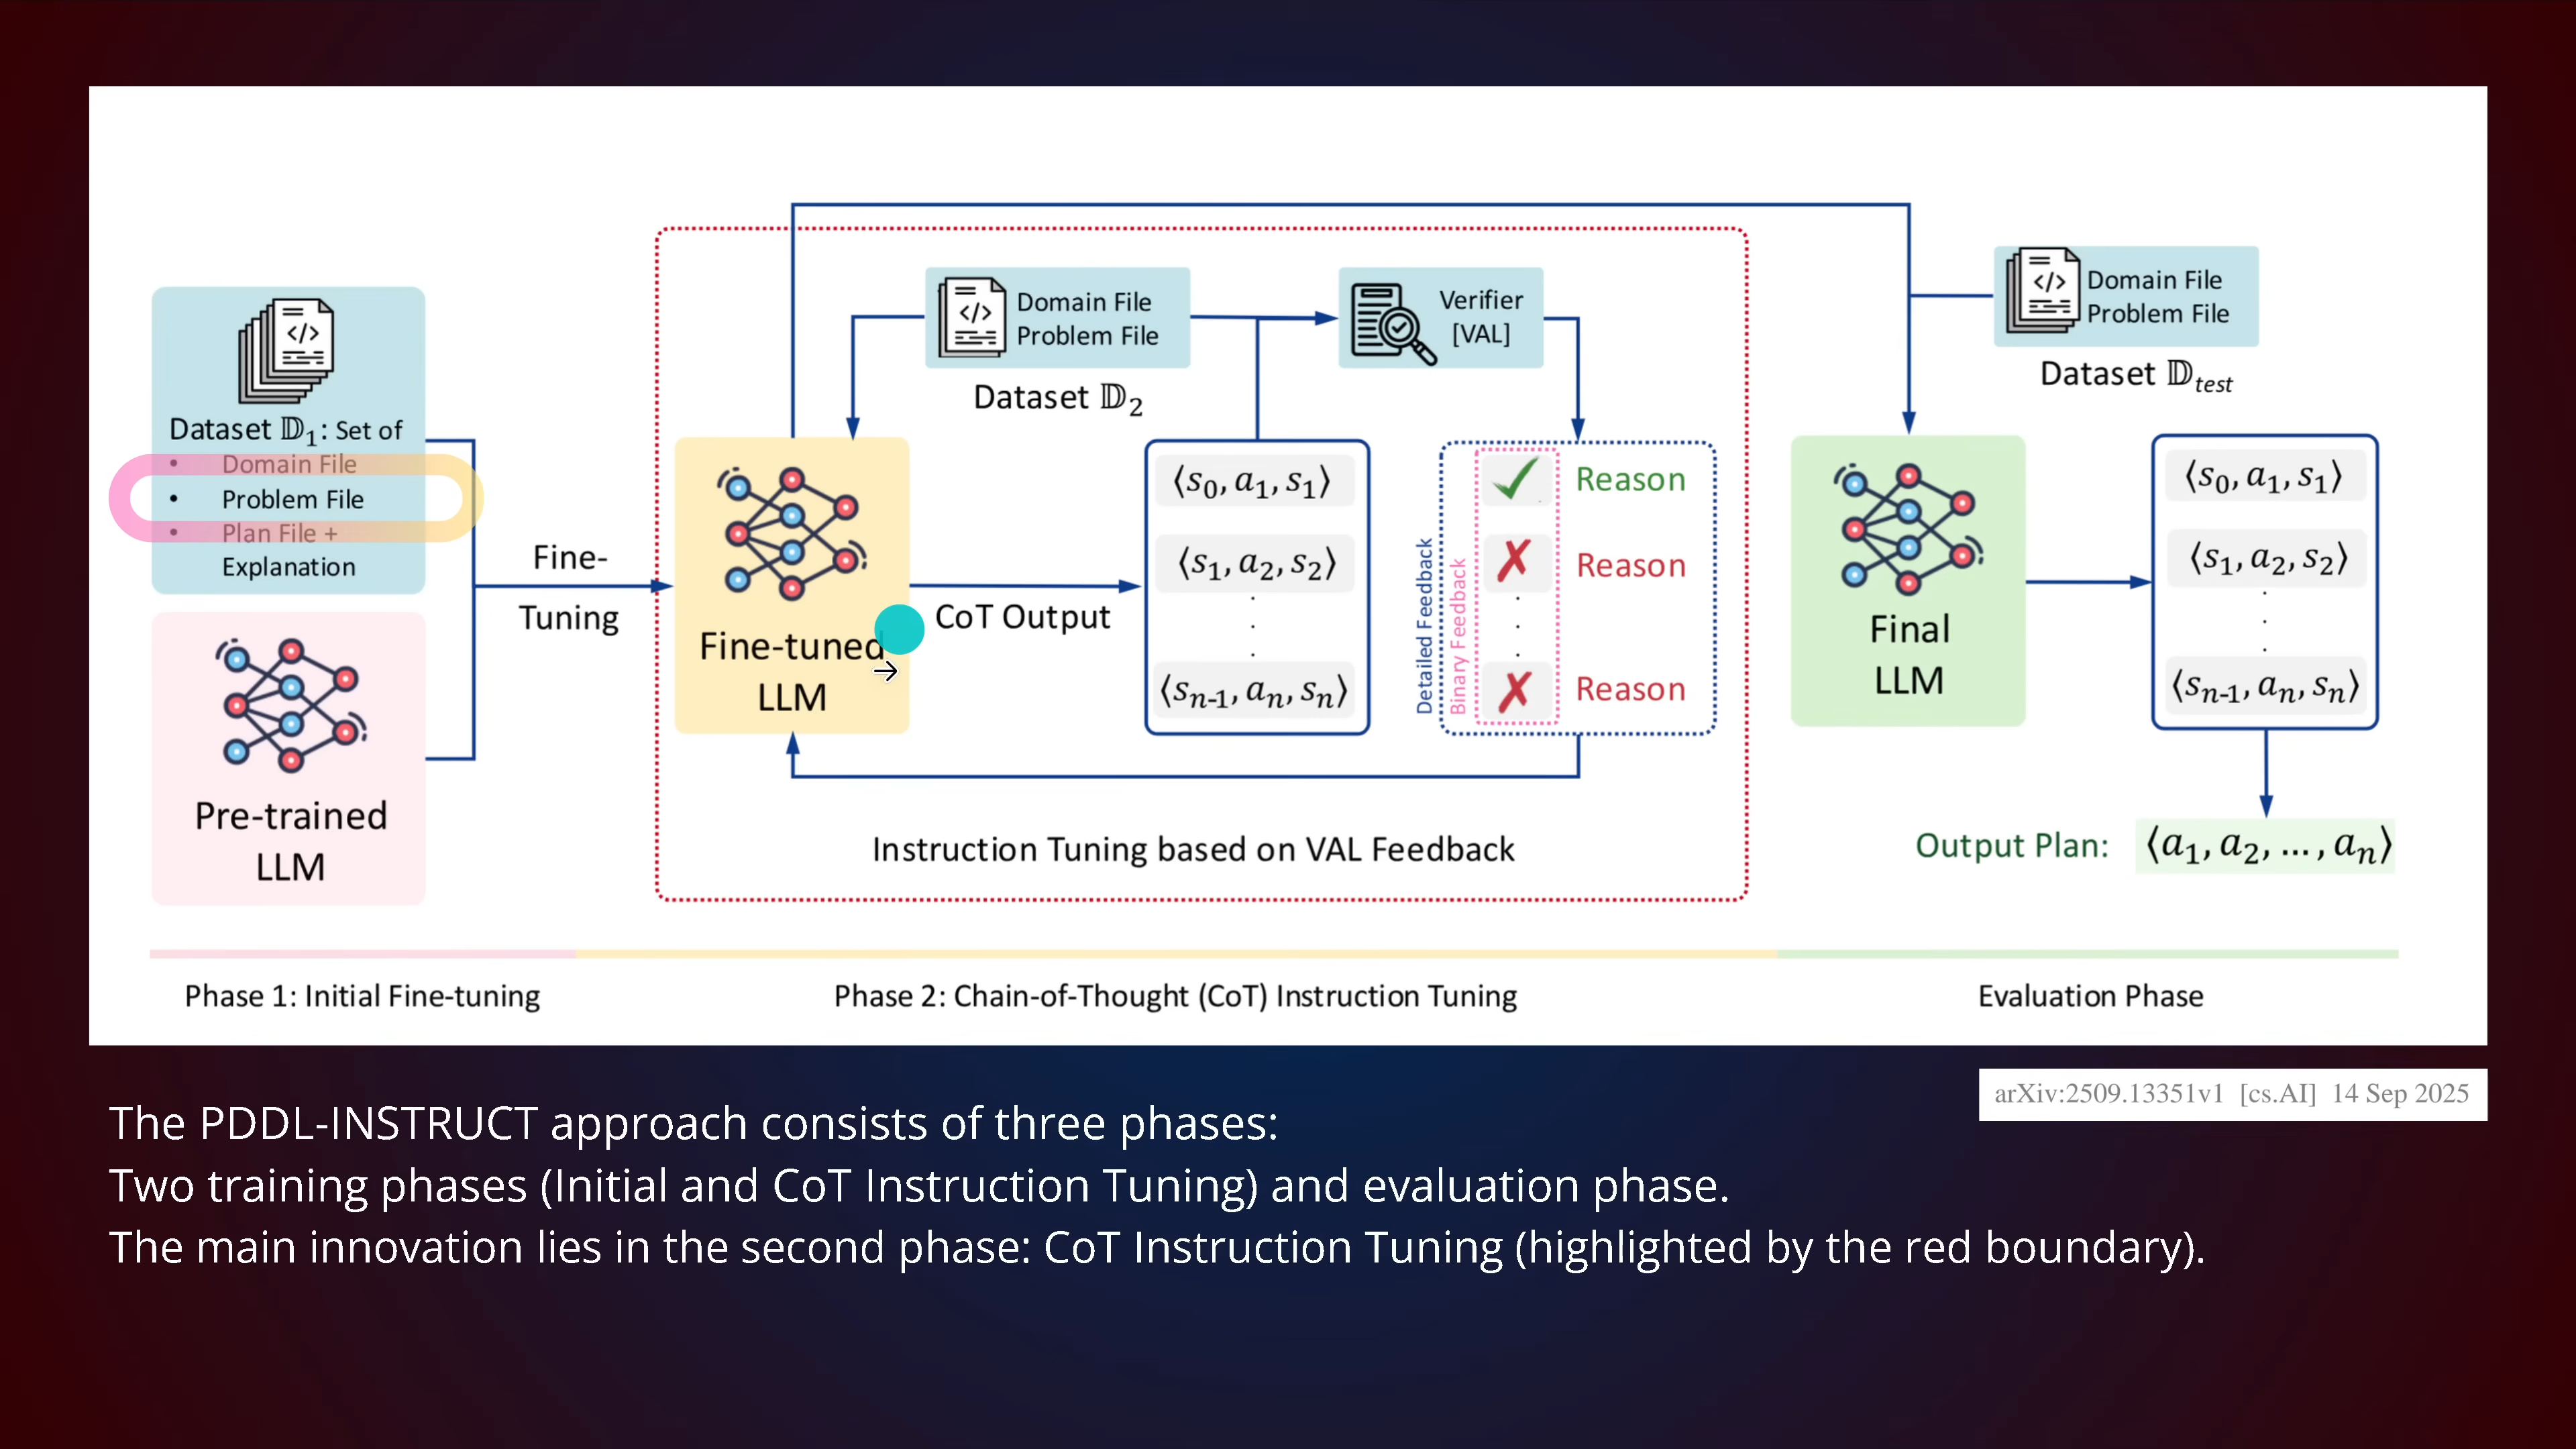 Dataset 𝔻1: Set of
• Domain File
• Problem File
• Plan File +
Explanation
Pre-trained
LLM
Fine-
Tuning
Domain File
Problem File
Dataset 𝔻2
Verifier
[VAL]
Fine-tuned
LLM
CoT Output
⟨s0, a1, s1⟩
⟨s1, a2, s2⟩
.
.
.
⟨sn-1, an, sn⟩
Detailed Feedback
Binary Feedback
✓ Reason
✗ Reason
.
.
.
✗ Reason
Instruction Tuning based on VAL Feedback
Domain File
Problem File
Dataset 𝔻test
Final
LLM
⟨s0, a1, s1⟩
⟨s1, a2, s2⟩
.
.
.
⟨sn-1, an, sn⟩
Output Plan: ⟨a1, a2, …, an⟩
Phase 1: Initial Fine-tuning
Phase 2: Chain-of-Thought (CoT) Instruction Tuning
Evaluation Phase
arXiv:2509.13351v1 [cs.AI] 14 Sep 2025
The PDDL-INSTRUCT approach consists of three phases:
Two training phases (Initial and CoT Instruction Tuning) and evaluation phase.
The main innovation lies in the second phase: CoT Instruction Tuning (highlighted by the red boundary).